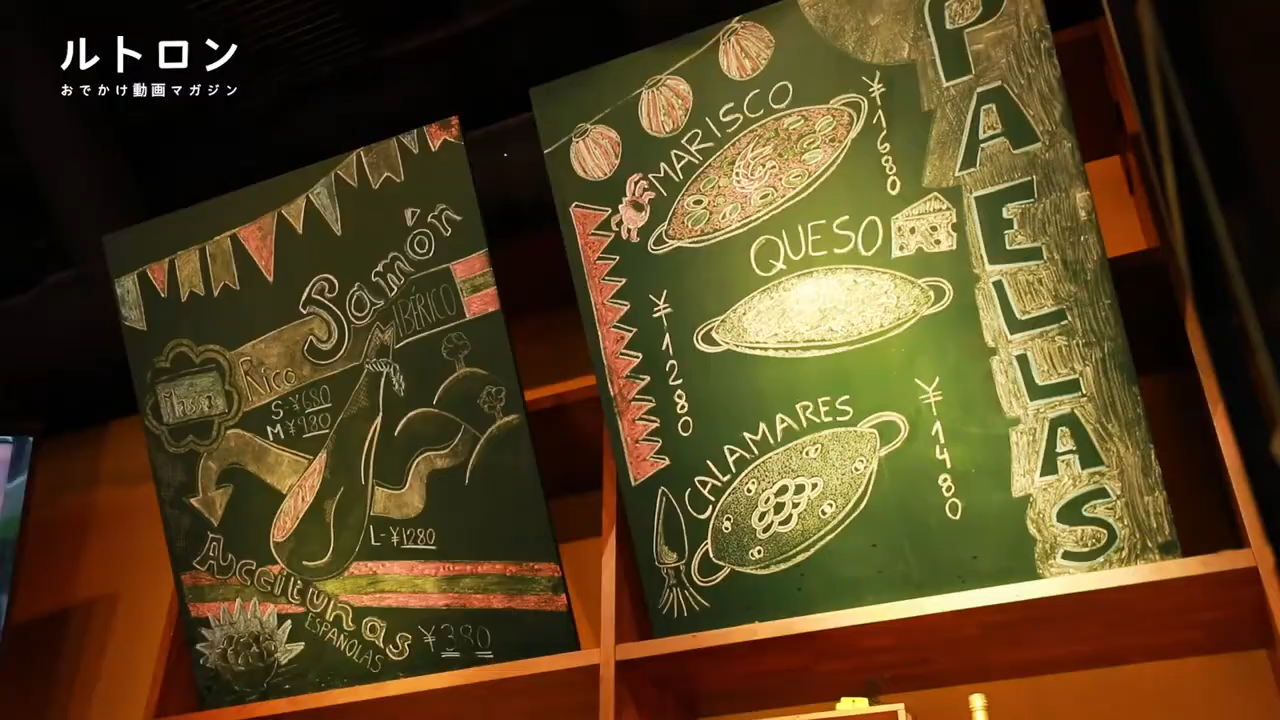 ルトロン
おでかけ動画マガジン
Jamón
IBÉRICO
Rico
S-¥680
M ¥980
L-¥1280
Acceitunas
ESPAÑOLAS
¥380
MARISCO
¥1680
QUESO
¥1280
CALAMARES
¥1480
PAELLAS